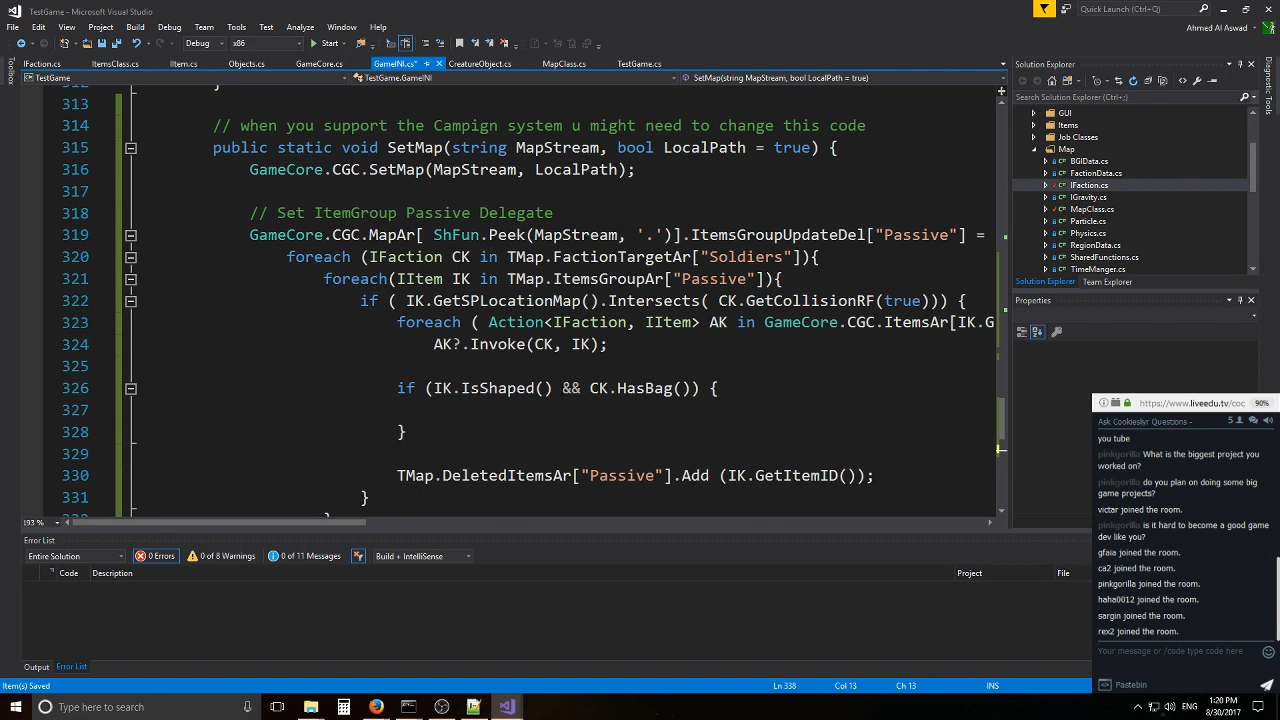 TestGame - Microsoft Visual Studio
Quick Launch (Ctrl+Q)
File Edit View Project Build Debug Team Tools Test Analyze Window Help
Ahmed Al Aswad
Debug x86 Start
IFaction.cs ItemsClass.cs IItem.cs Objects.cs GameCore.cs GameINI.cs* CreatureObject.cs MapClass.cs TestGame.cs
TestGame TestGame.GameINI SetMap(string MapStream, bool LocalPath = true)
Toolbox
312 }
313
314 // when you support the Campign system u might need to change this code
315 public static void SetMap(string MapStream, bool LocalPath = true) {
316 GameCore.CGC.SetMap(MapStream, LocalPath);
317
318 // Set ItemGroup Passive Delegate
319 GameCore.CGC.MapAr[ ShFun.Peek(MapStream, '.')].ItemsGroupUpdateDel["Passive"] =
320 foreach (IFaction CK in TMap.FactionTargetAr["Soldiers"]){
321 foreach(IItem IK in TMap.ItemsGroupAr["Passive"]){
322 if ( IK.GetSPLocationMap().Intersects( CK.GetCollisionRF(true))) {
323 foreach ( Action<IFaction, IItem> AK in GameCore.CGC.ItemsAr[IK.G
324 AK?.Invoke(CK, IK);
325
326 if (IK.IsShaped() && CK.HasBag()) {
327
328 }
329
330 TMap.DeletedItemsAr["Passive"].Add (IK.GetItemID());
331 }
193 %
Error List
Entire Solution 0 Errors 0 of 8 Warnings 0 of 11 Messages Build + IntelliSense
Code Description Project File
Output Error List
Item(s) Saved Ln 338 Col 13 Ch 13 INS
Solution Explorer
Search Solution Explorer (Ctrl+;)
GUI
Items
Job Classes
Map
BGIData.cs
FactionData.cs
IFaction.cs
IGravity.cs
MapClass.cs
Particle.cs
Physics.cs
RegionData.cs
SharedFunctions.cs
TimeManger.cs
Solution Explorer Team Explorer
Properties
Diagnostic Tools
https://www.liveedu.tv/coc 90%
Ask Cookiesliyr Questions - 5
you tube
pinkgorilla What is the biggest project you
worked on?
pinkgorilla do you plan on doing some big
game projects?
victar joined the room.
pinkgorilla is it hard to become a good game
dev like you?
gfaia joined the room.
ca2 joined the room.
pinkgorilla joined the room.
haha0012 joined the room.
sargin joined the room.
rex2 joined the room.
Your message or /code type code here
Pastebin
Type here to search
ENG
1:20 PM
8/30/2017